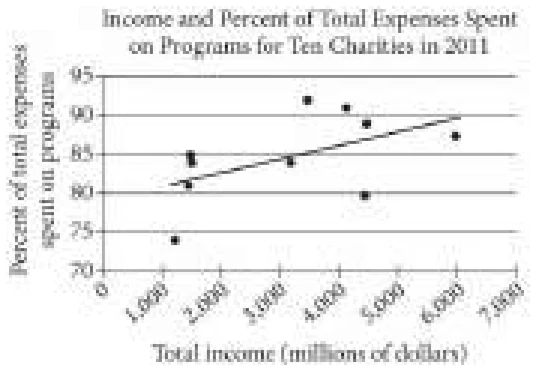 Income and Percent of Total Expenses Spent
on Programs for Ten Charities in 2011
Percent of total expenses
spent on programs
95
90
85
80
75
70
0
1,000
2,000
3,000
4,000
5,000
6,000
7,000
Total income (millions of dollars)